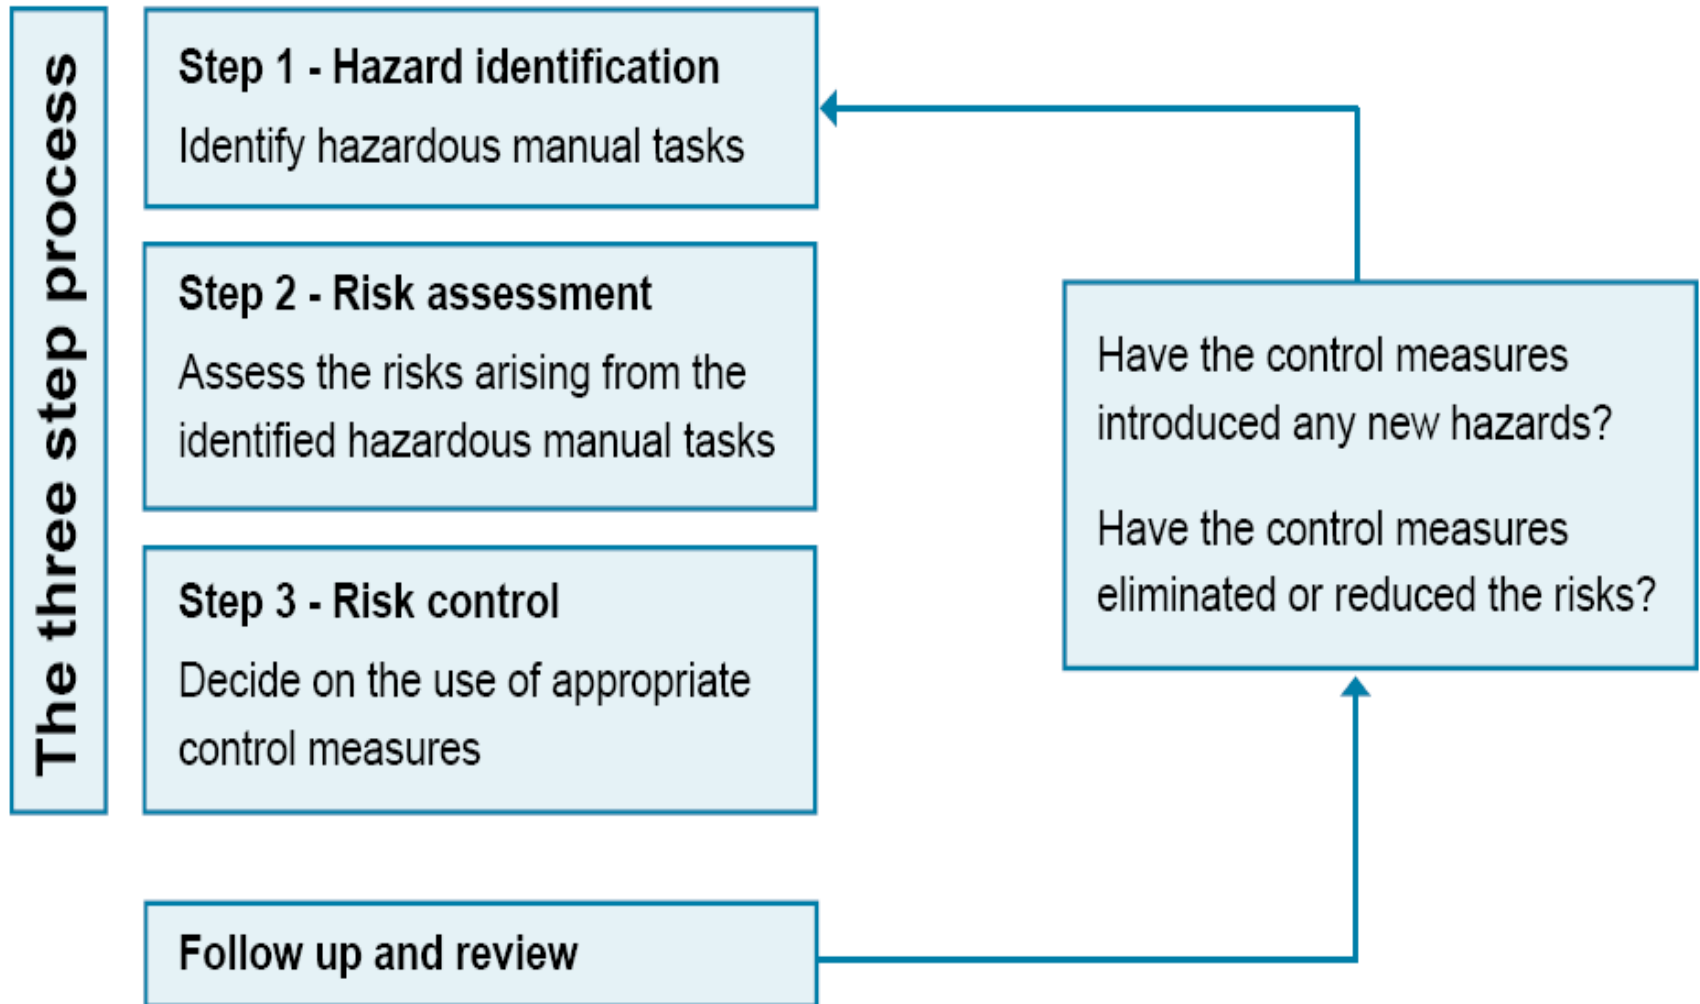 The three step process
Step 1 - Hazard identification
Identify hazardous manual tasks
Step 2 - Risk assessment
Assess the risks arising from the
identified hazardous manual tasks
Step 3 - Risk control
Decide on the use of appropriate
control measures
Follow up and review
Have the control measures
introduced any new hazards?
Have the control measures
eliminated or reduced the risks?